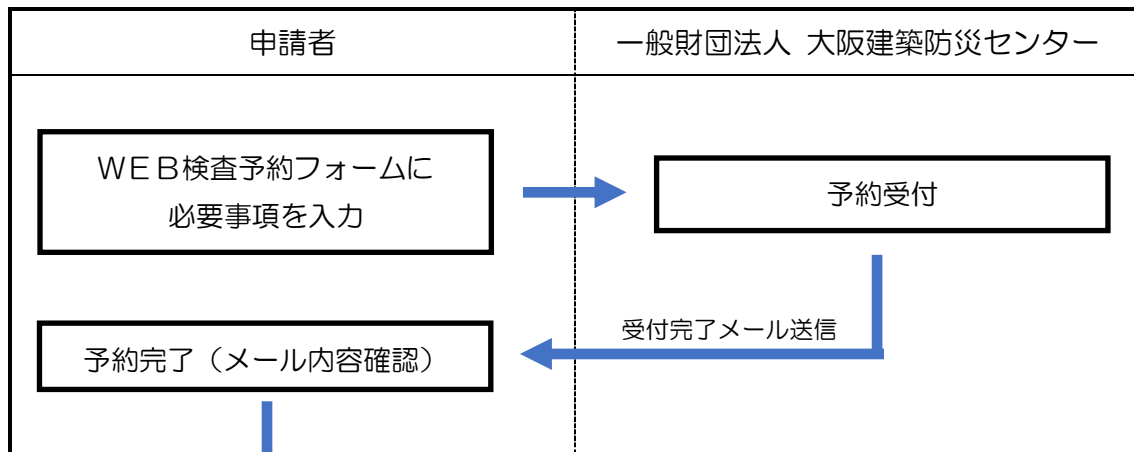 申請者
一般財団法人 大阪建築防災センター
ＷＥＢ検査予約フォームに
必要事項を入力
予約受付
受付完了メール送信
予約完了（メール内容確認）